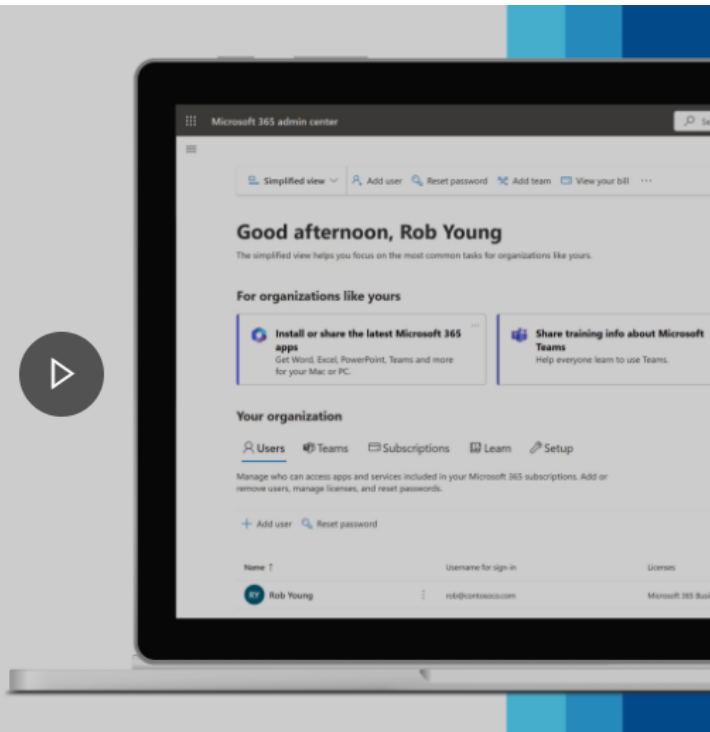 Microsoft 365 admin center
Simplified view
Add user
Reset password
Add team
View your bill
Good afternoon, Rob Young
The simplified view helps you focus on the most common tasks for organizations like yours.
For organizations like yours
Install or share the latest Microsoft 365
apps
Get Word, Excel, PowerPoint, Teams and more
for your Mac or PC.
Share training info about Microsoft
Teams
Help everyone learn to use Teams.
Your organization
Users
Teams
Subscriptions
Learn
Setup
Manage who can access apps and services included in your Microsoft 365 subscriptions. Add or
remove users, manage licenses, and reset passwords.
Add user
Reset password
Name ↑
Username for sign-in
Licenses
RY
Rob Young
Microsoft 365